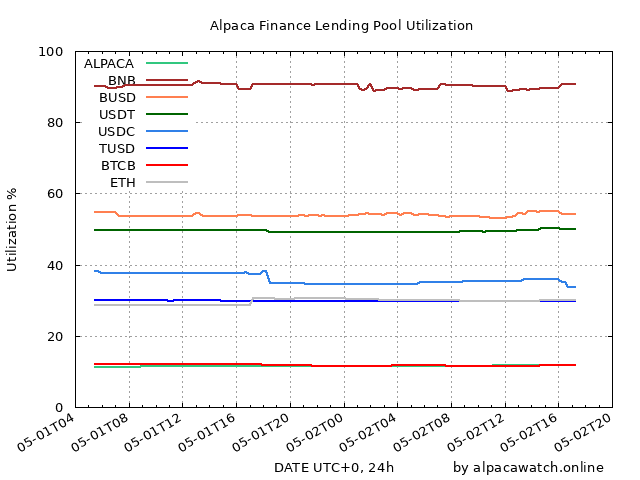 Alpaca Finance Lending Pool Utilization
100
80
60
40
20
0
Utilization %
ALPACA
BNB
BUSD
USDT
USDC
TUSD
BTCB
ETH
05-01T04
05-01T08
05-01T12
05-01T16
05-01T20
05-02T00
05-02T04
05-02T08
05-02T12
05-02T16
05-02T20
DATE UTC+0, 24h
by alpacawatch.online